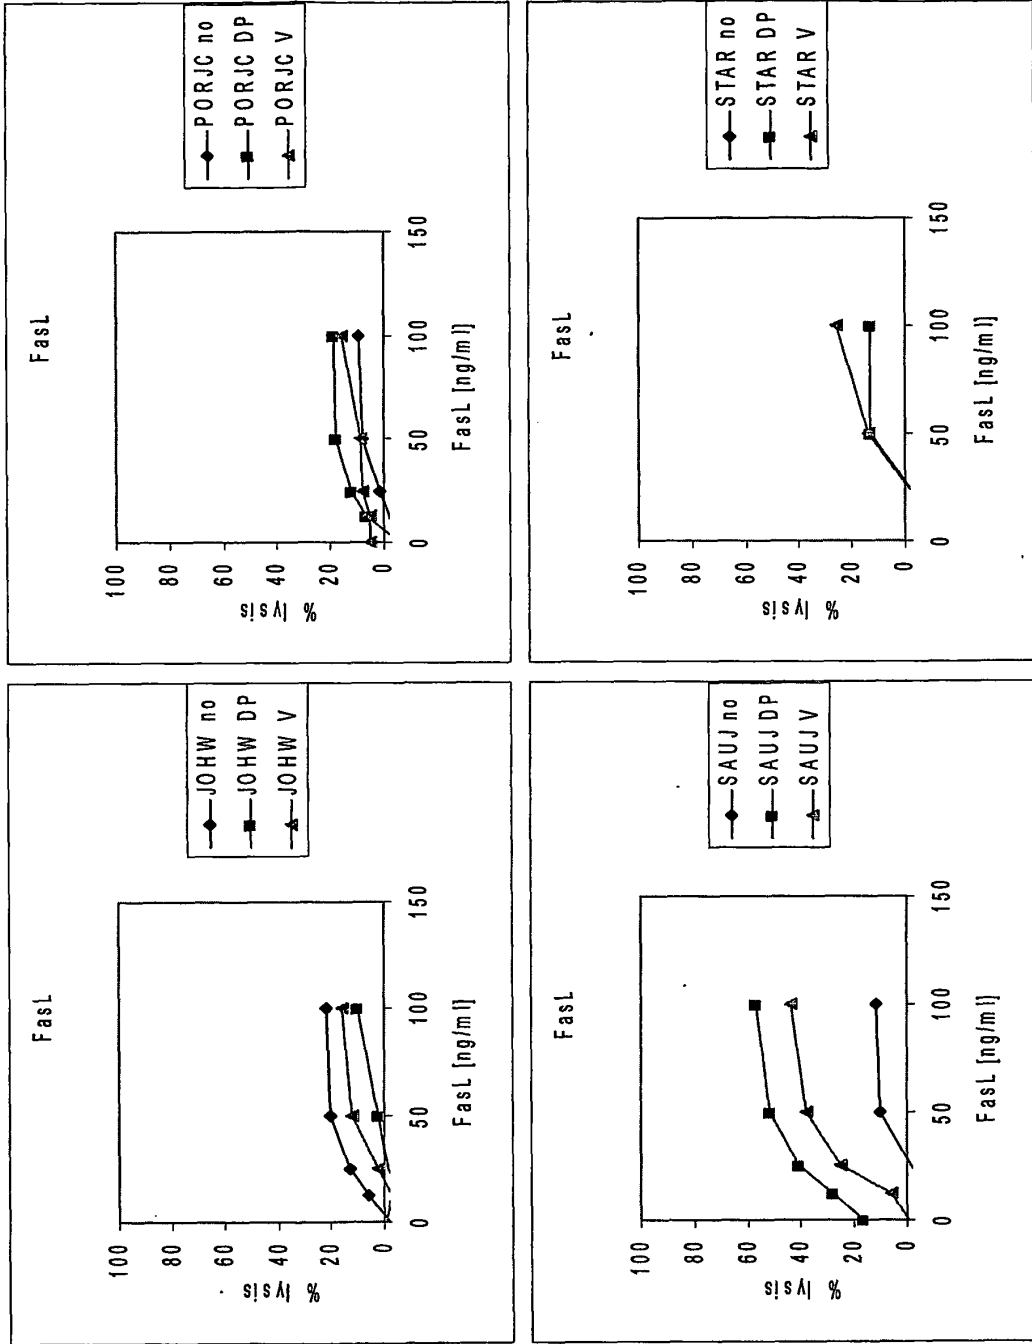 FasL
% lysis
100
80
60
40
20
0
0 50 100 150
FasL [ng/ml]
JOHW no
JOHW DP
JOHW V
FasL
% lysis
100
80
60
40
20
0
0 50 100 150
FasL [ng/ml]
PORJC no
PORJC DP
PORJC V
FasL
% lysis
100
80
60
40
20
0
0 50 100 150
FasL [ng/ml]
SAUJ no
SAUJ DP
SAUJ V
FasL
% lysis
100
80
60
40
20
0
0 50 100 150
FasL [ng/ml]
STAR no
STAR DP
STAR V